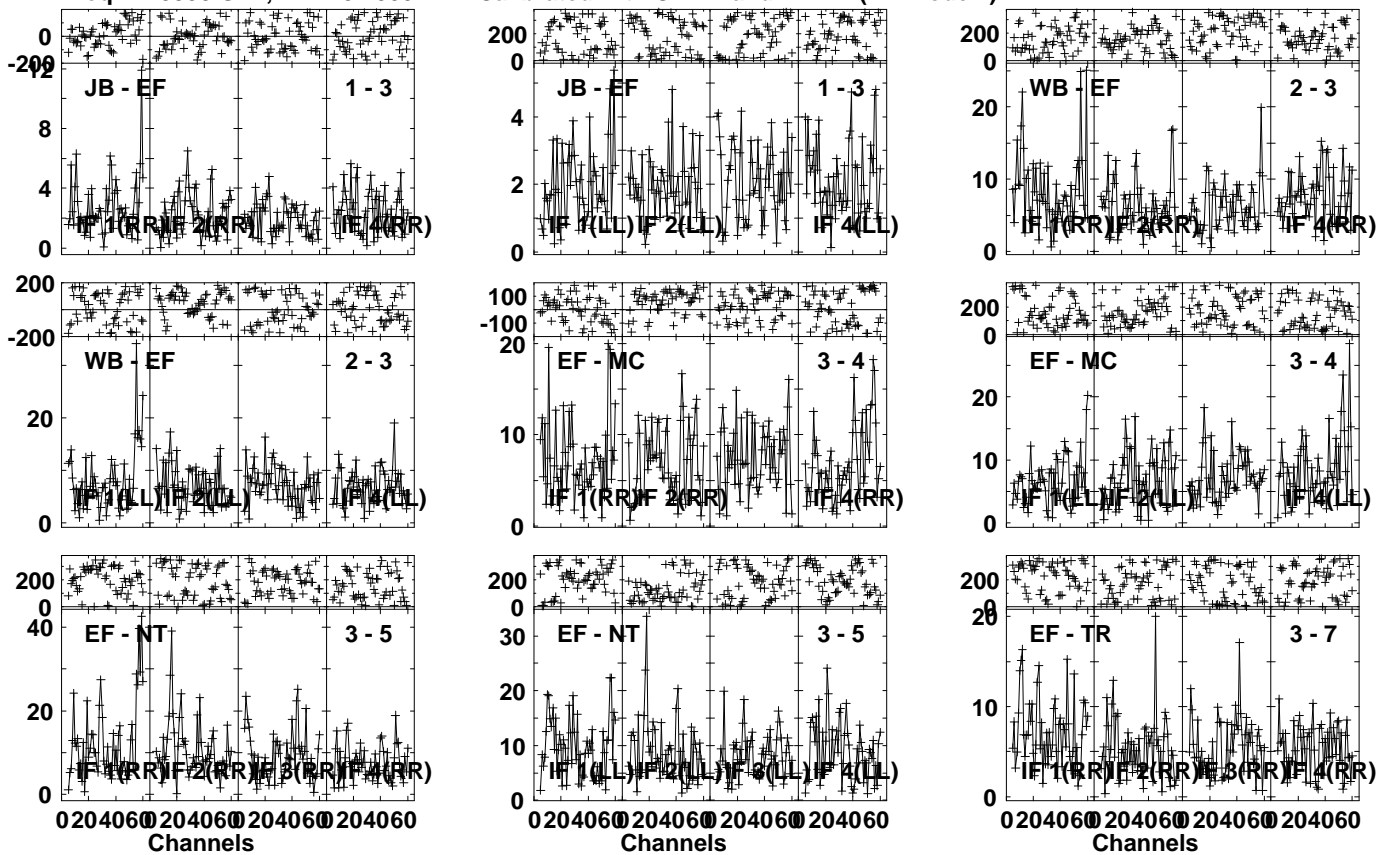 0
-200
200
0
200
0
12
8
4
0
JB - EF
1 - 3
IF 1(RR)
IF 2(RR)
IF 4(RR)
4
2
0
JB - EF
1 - 3
IF 1(LL)
IF 2(LL)
IF 4(LL)
20
10
0
WB - EF
2 - 3
IF 1(RR)
IF 2(RR)
IF 4(RR)
200
-200
100
-100
200
0
20
0
WB - EF
2 - 3
IF 1(LL)
IF 2(LL)
IF 4(LL)
20
10
0
EF - MC
3 - 4
IF 1(RR)
IF 2(RR)
IF 4(RR)
20
10
0
EF - MC
3 - 4
IF 1(LL)
IF 2(LL)
IF 4(LL)
200
0
200
0
200
0
40
20
0
EF - NT
3 - 5
IF 1(RR)
IF 2(RR)
IF 3(RR)
IF 4(RR)
30
20
10
0
EF - NT
3 - 5
IF 1(LL)
IF 2(LL)
IF 3(LL)
IF 4(LL)
20
10
0
EF - TR
3 - 7
IF 1(RR)
IF 2(RR)
IF 3(RR)
IF 4(RR)
0 20 40 60 0 20 40 60 0 20 40 60 0 20 40 60
0 20 40 60 0 20 40 60 0 20 40 60 0 20 40 60
0 20 40 60 0 20 40 60 0 20 40 60 0 20 40 60
Channels
Channels
Channels